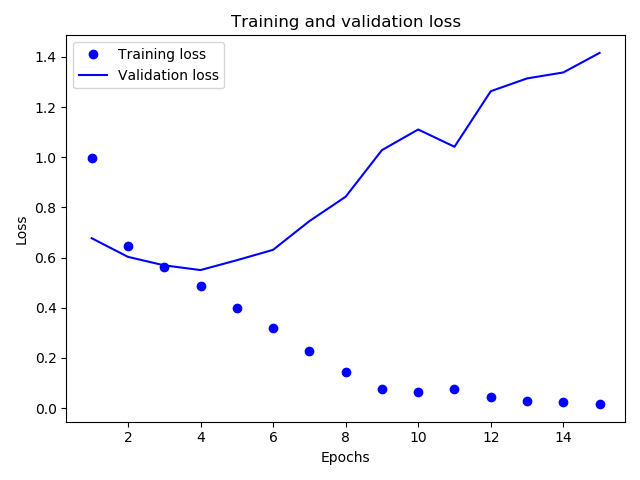 Training and validation loss
Training loss
Validation loss
1.4
1.2
1.0
0.8
0.6
0.4
0.2
0.0
Loss
2 4 6 8 10 12 14
Epochs